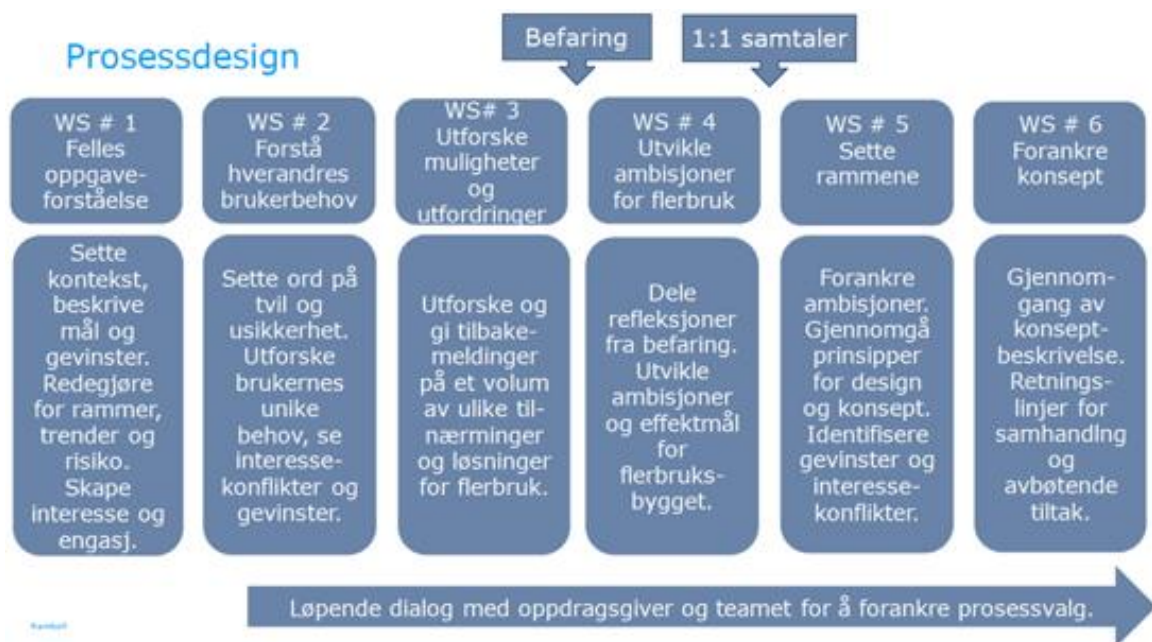 Prosessdesign
Befaring
1:1 samtaler
WS # 1
Felles
oppgave-
forståelse
WS # 2
Forstå
hverandres
brukerbehov
WS# 3
Utforske
muligheter
og
utfordringer
WS # 4
Utvikle
ambisjoner
for flerbruk
WS # 5
Sette
rammene
WS # 6
Forankre
konsept
Sette
kontekst,
beskrive
mål og
gevinster.
Redegjøre
for rammer,
trender og
risiko.
Skape
interesse og
engasj.
Sette ord på
tvil og
usikkerhet.
Utforske
brukernes
unike
behov, se
interesse-
konflikter og
gevinster.
Utforske og
gi tilbake-
meldinger
på et volum
av ulike til-
nærminger
og løsninger
for flerbruk.
Dele
refleksjoner
fra befaring.
Utvikle
ambisjoner
og effektmål
for
flerbruks-
bygget.
Forankre
ambisjoner.
Gjennomgå
prinsipper
for design
og konsept.
Identifisere
gevinster og
interesse-
konflikter.
Gjennom-
gang av
konsept-
beskrivelse.
Retnings-
linjer for
samhandlng
og
avbøtende
tiltak.
Løpende dialog med oppdragsgiver og teamet for å forankre prosessvalg.
Ramboll